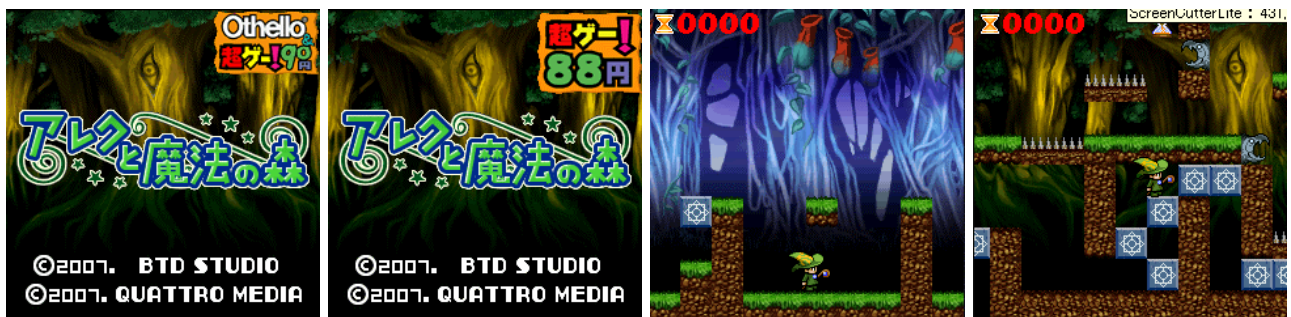 Othello&
超ゲー!90円
アレクと魔法の森
©2007. BTD STUDIO
©2007. QUATTRO MEDIA
超ゲー!
88円
アレクと魔法の森
©2007. BTD STUDIO
©2007. QUATTRO MEDIA
0000
0000
ScreenCutterLite : 431,